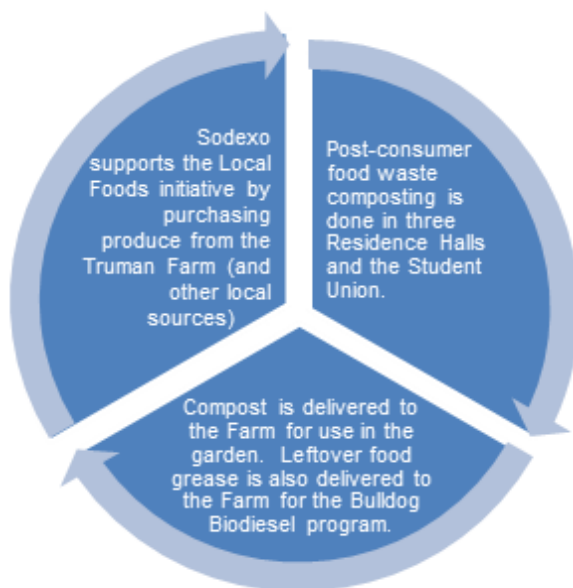 Sodexo
supports the Local
Foods initiative by
purchasing
produce from the
Truman Farm (and
other local
sources)
Post-consumer
food waste
composting is
done in three
Residence Halls
and the Student
Union.
Compost is delivered to
the Farm for use in the
garden. Leftover food
grease is also delivered to
the Farm for the Bulldog
Biodiesel program.